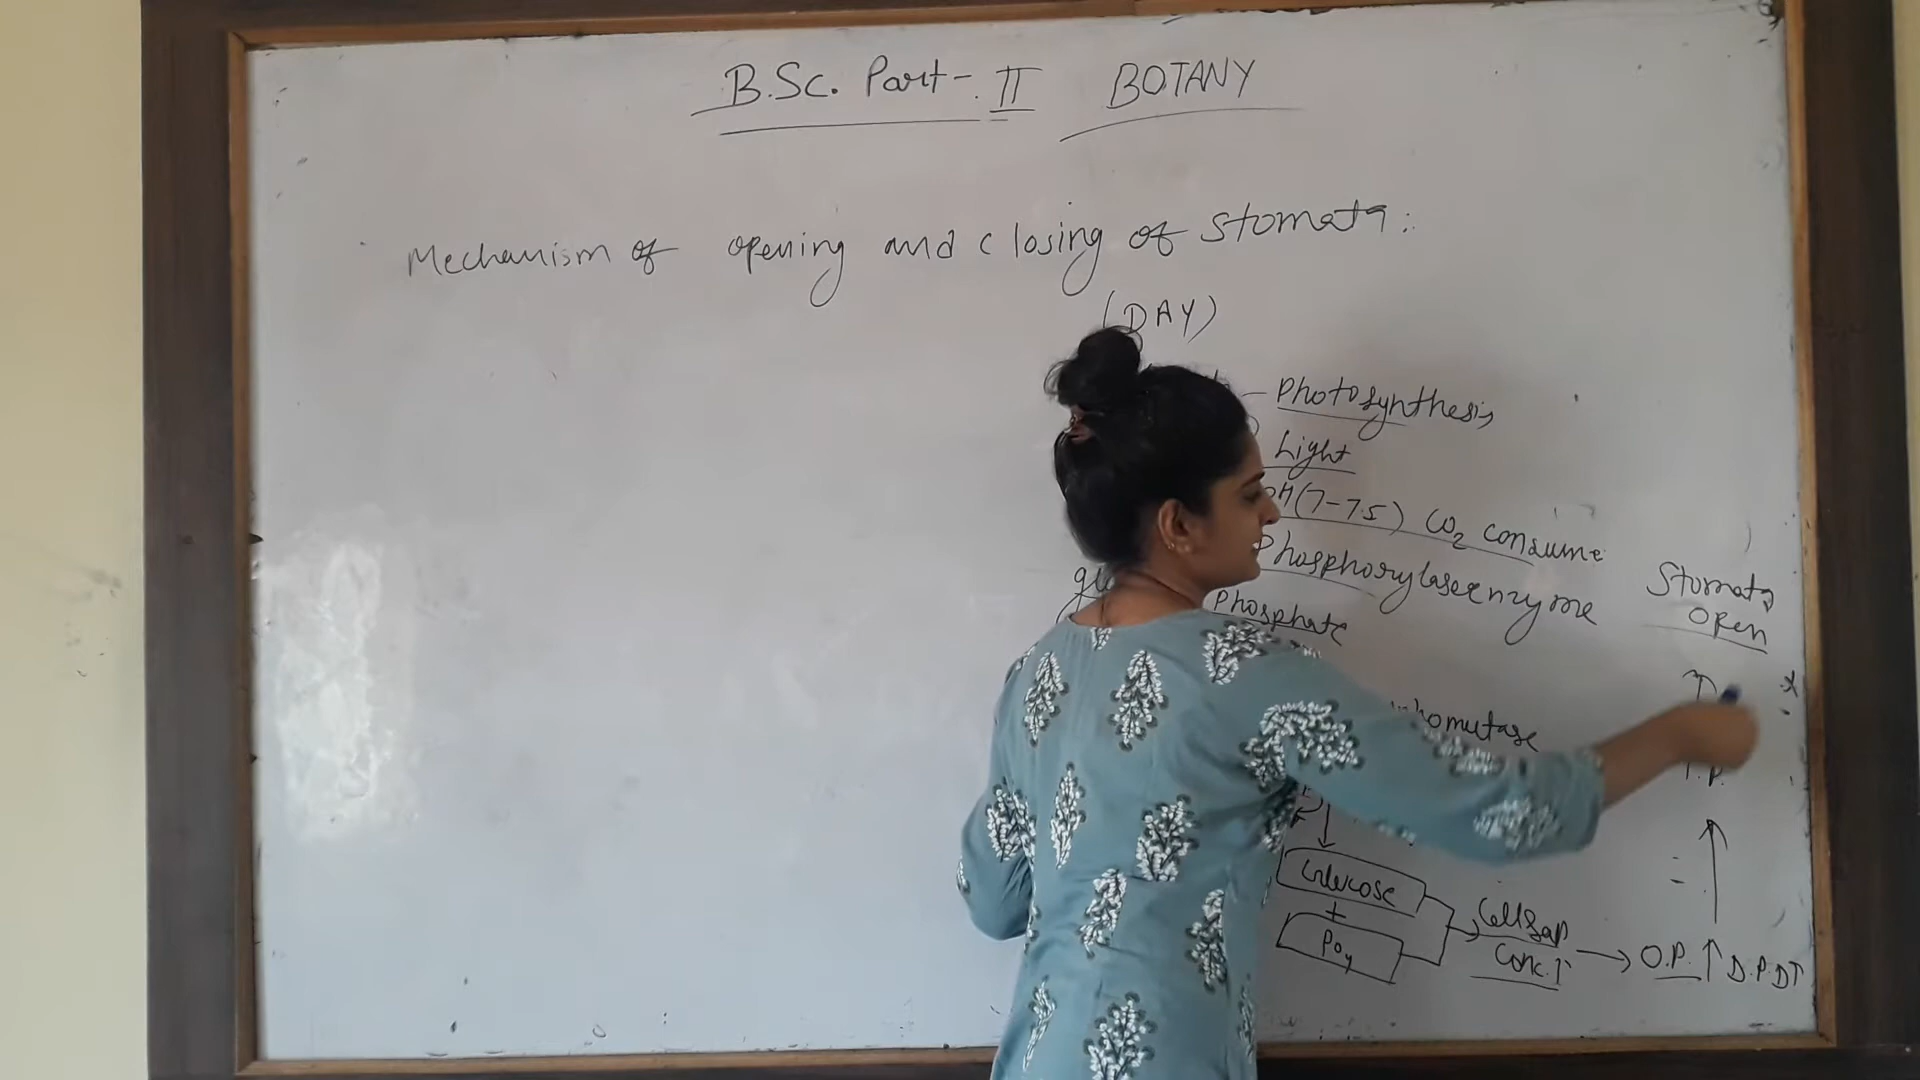 B.Sc. Part-II BOTANY
Mechanism of opening and closing of stomata:
(DAY)
- Photosynthesis
Light
pH(7-7.5) CO2 consume
Phosphorylase enzyme
Phosphate
Stomata
Open
T.P.
Glucose
+
PO4
Cell sap
Conc.↑
→ O.P. ↑ D.P.D↑